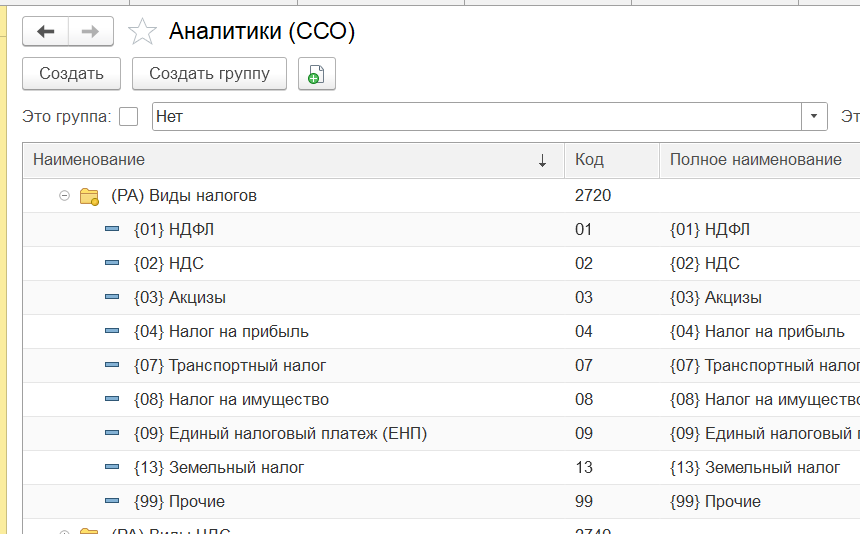 Аналитики (ССО)
Создать Создать группу
Это группа: Нет Эт
Наименование Код Полное наименование
(РА) Виды налогов 2720
{01} НДФЛ 01 {01} НДФЛ
{02} НДС 02 {02} НДС
{03} Акцизы 03 {03} Акцизы
{04} Налог на прибыль 04 {04} Налог на прибыль
{07} Транспортный налог 07 {07} Транспортный налог
{08} Налог на имущество 08 {08} Налог на имущество
{09} Единый налоговый платеж (ЕНП) 09 {09} Единый налоговый
{13} Земельный налог 13 {13} Земельный налог
{99} Прочие 99 {99} Прочие
(РА) Виды НДС 2740